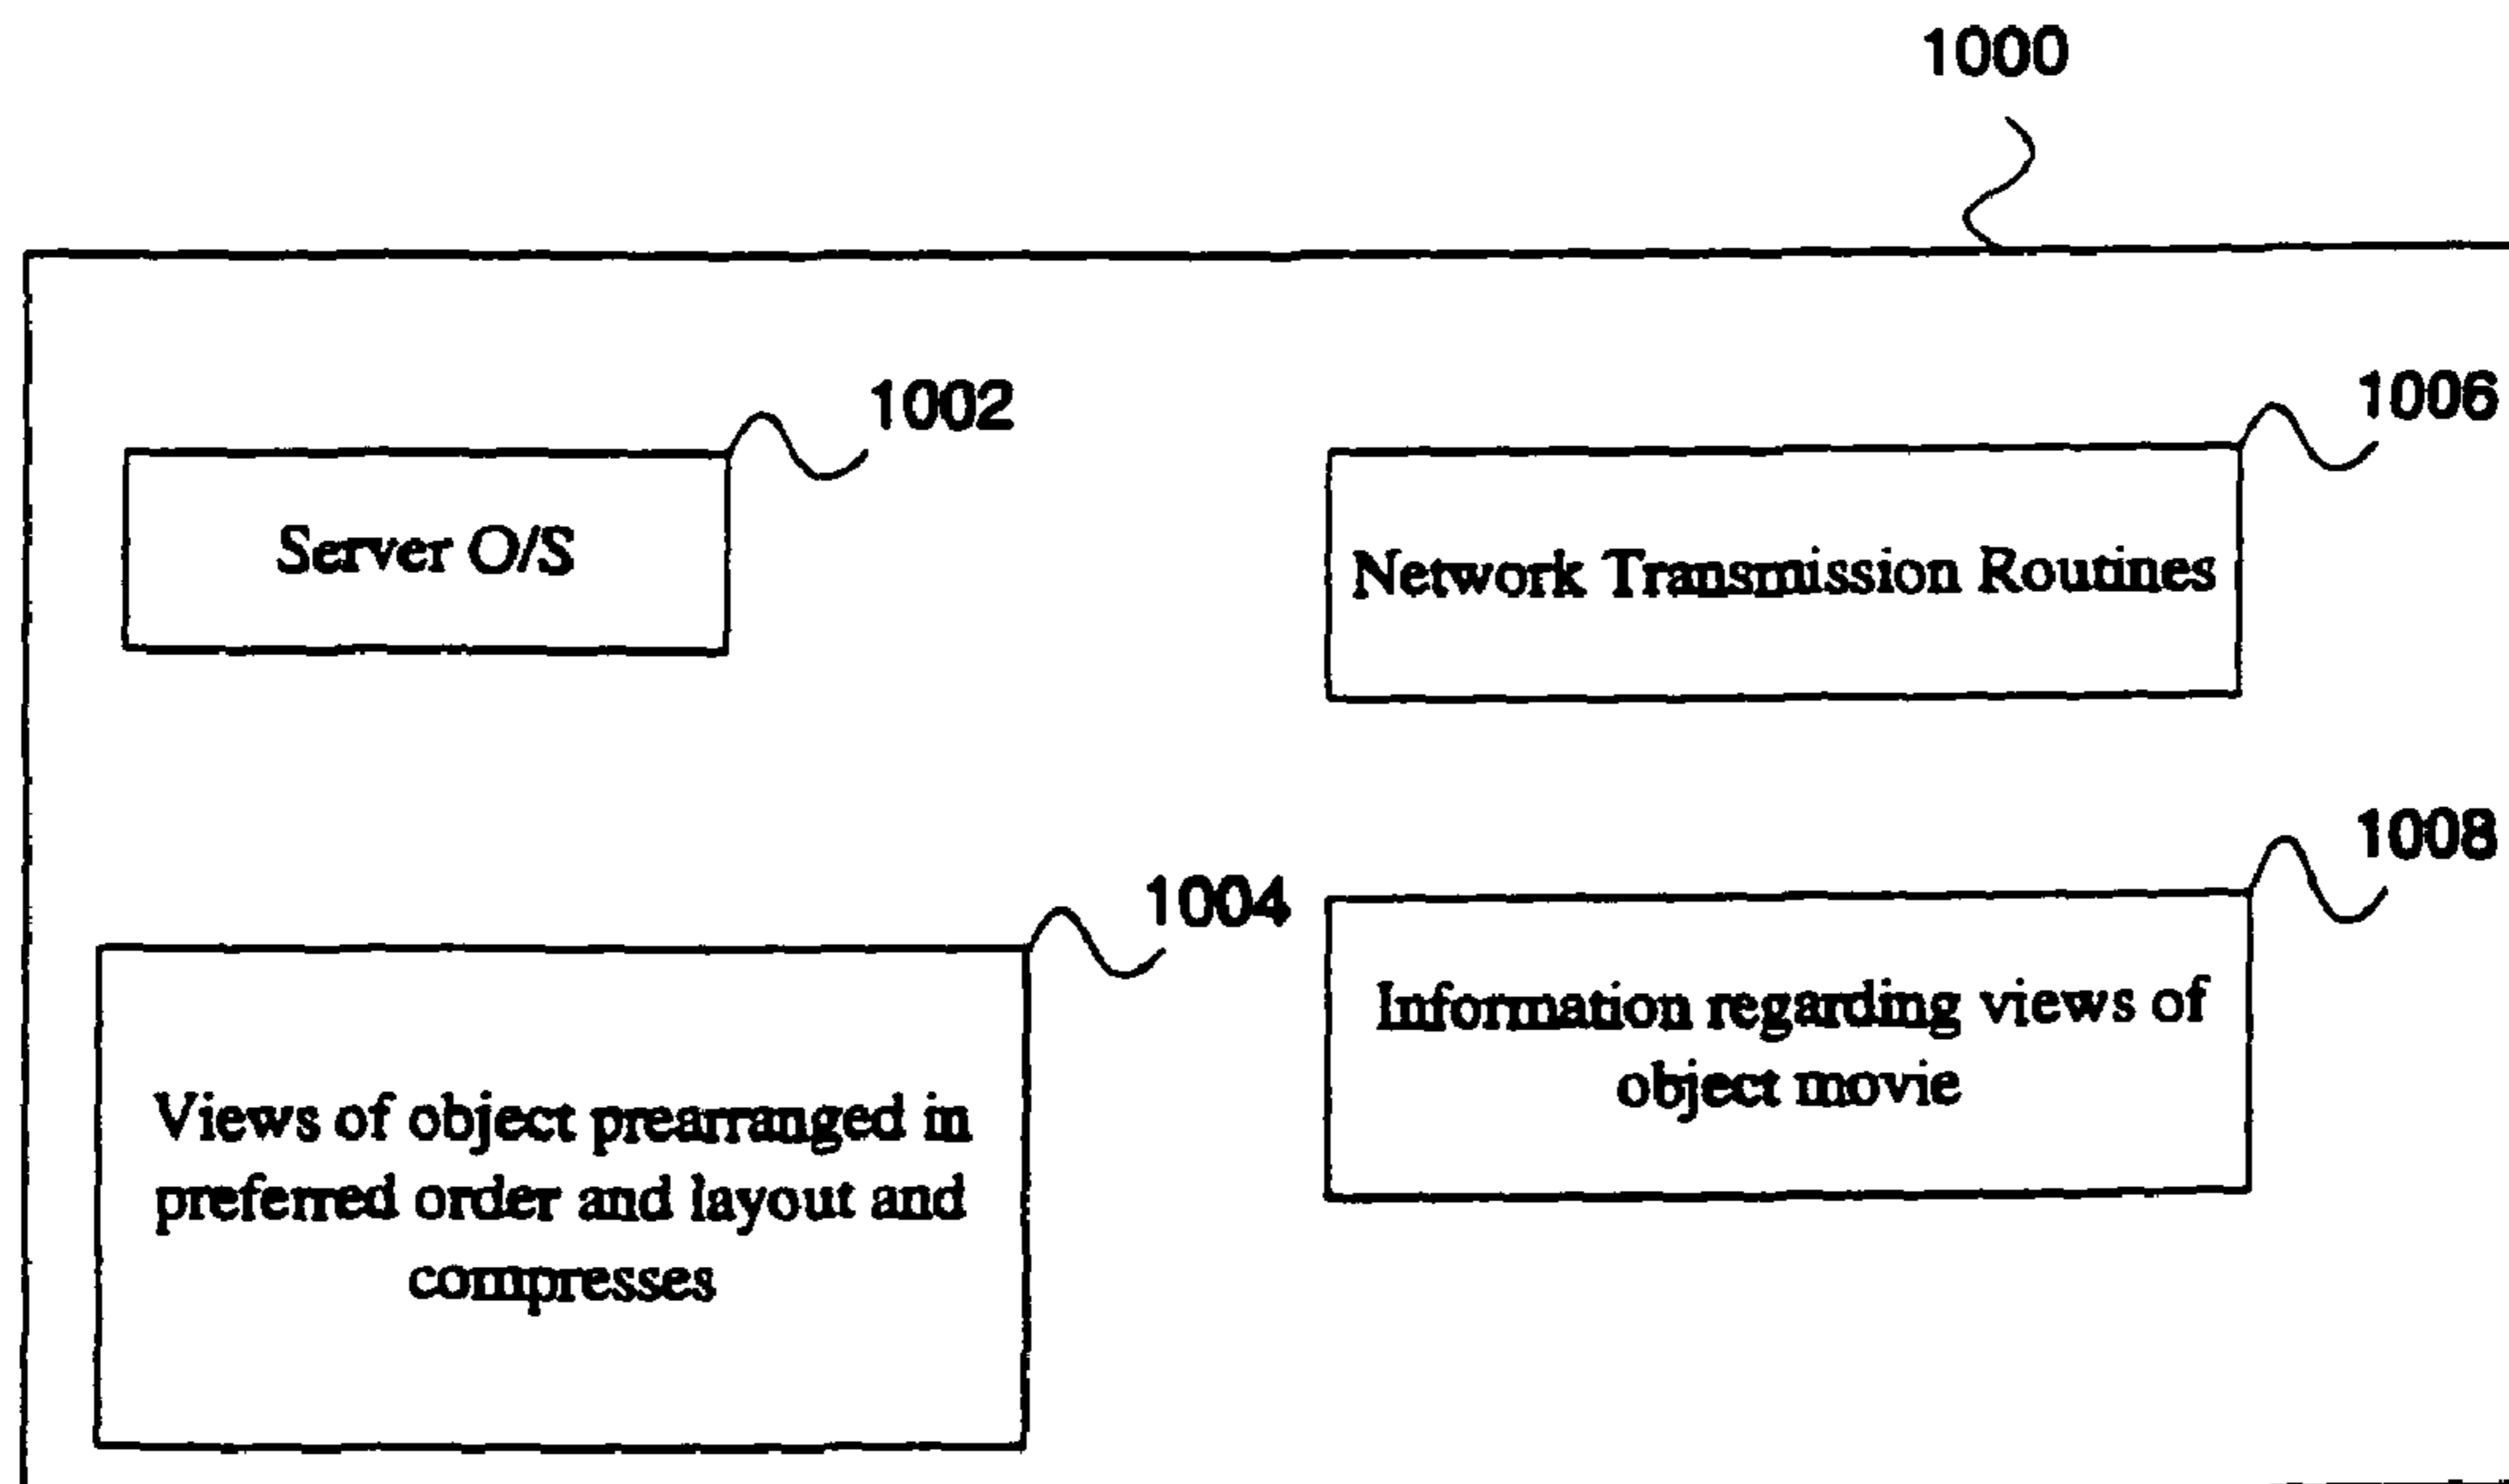 1000
1002
Server O/S
1006
Network Transmission Routines
1004
Views of object prearranged in
preferred order and layout and
compresses
1008
Information regarding views of
object movie